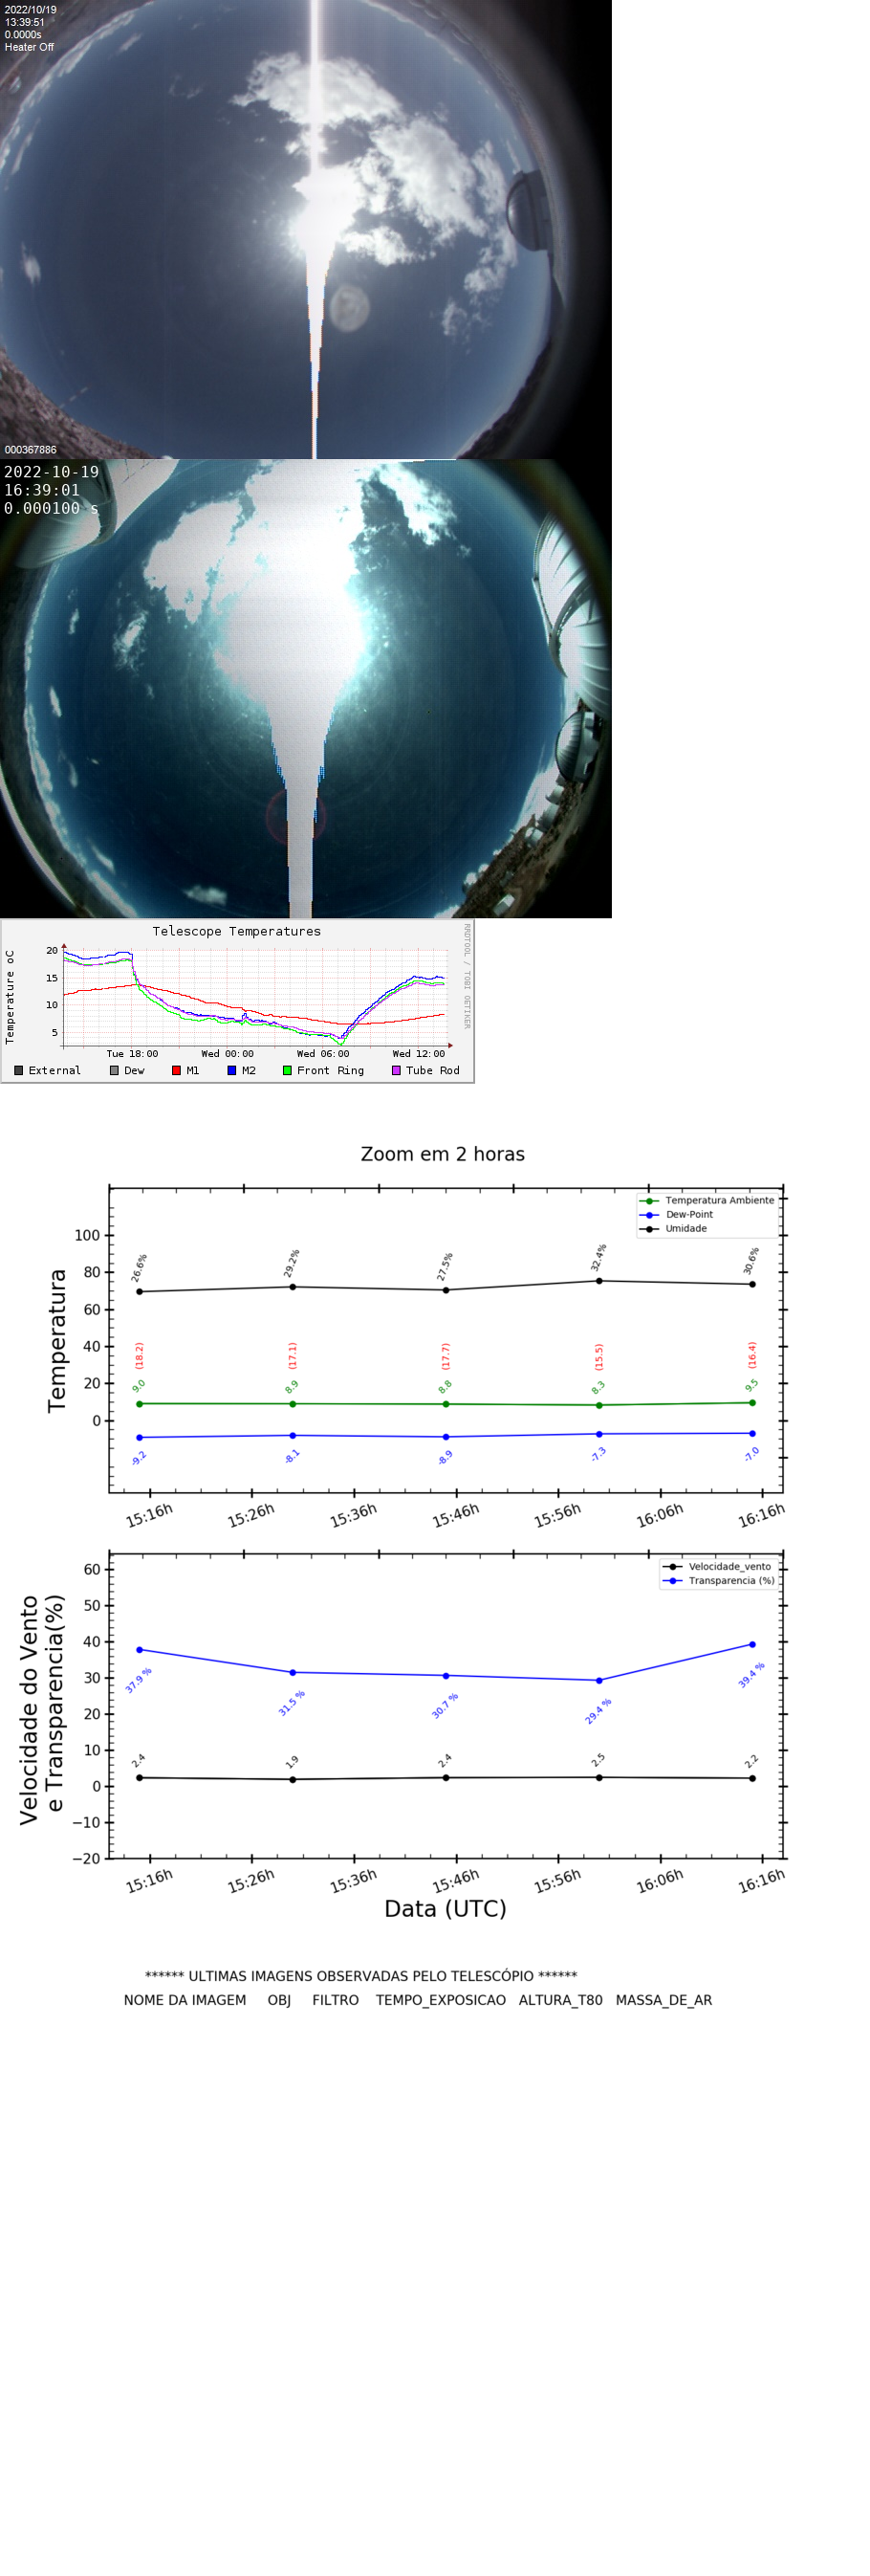 2022/10/19
13:39:51
0.0000s
Heater Off
000367886
2022-10-19
16:39:01
0.000100 s
Telescope Temperatures
RRDTOOL / TOBI OETIKER
Temperature oC
20
15
10
5
Tue 18:00 Wed 00:00 Wed 06:00 Wed 12:00
External Dew M1 M2 Front Ring Tube Rod
Zoom em 2 horas
Temperatura
100
80
60
40
20
0
Temperatura Ambiente
Dew-Point
Umidade
26.6% 29.2% 27.5% 32.4% 30.6%
(18.2) (17.1) (17.7) (15.5) (16.4)
9.0 8.9 8.8 8.3 9.5
-9.2 -8.1 -8.9 -7.3 -7.0
15:16h 15:26h 15:36h 15:46h 15:56h 16:06h 16:16h
Velocidade do Vento
e Transparencia(%)
60
50
40
30
20
10
0
−10
−20
Velocidade_vento
Transparencia (%)
37.9 % 31.5 % 30.7 % 29.4 % 39.4 %
2.4 1.9 2.4 2.5 2.2
15:16h 15:26h 15:36h 15:46h 15:56h 16:06h 16:16h
Data (UTC)
****** ULTIMAS IMAGENS OBSERVADAS PELO TELESCÓPIO ******
NOME DA IMAGEM OBJ FILTRO TEMPO_EXPOSICAO ALTURA_T80 MASSA_DE_AR